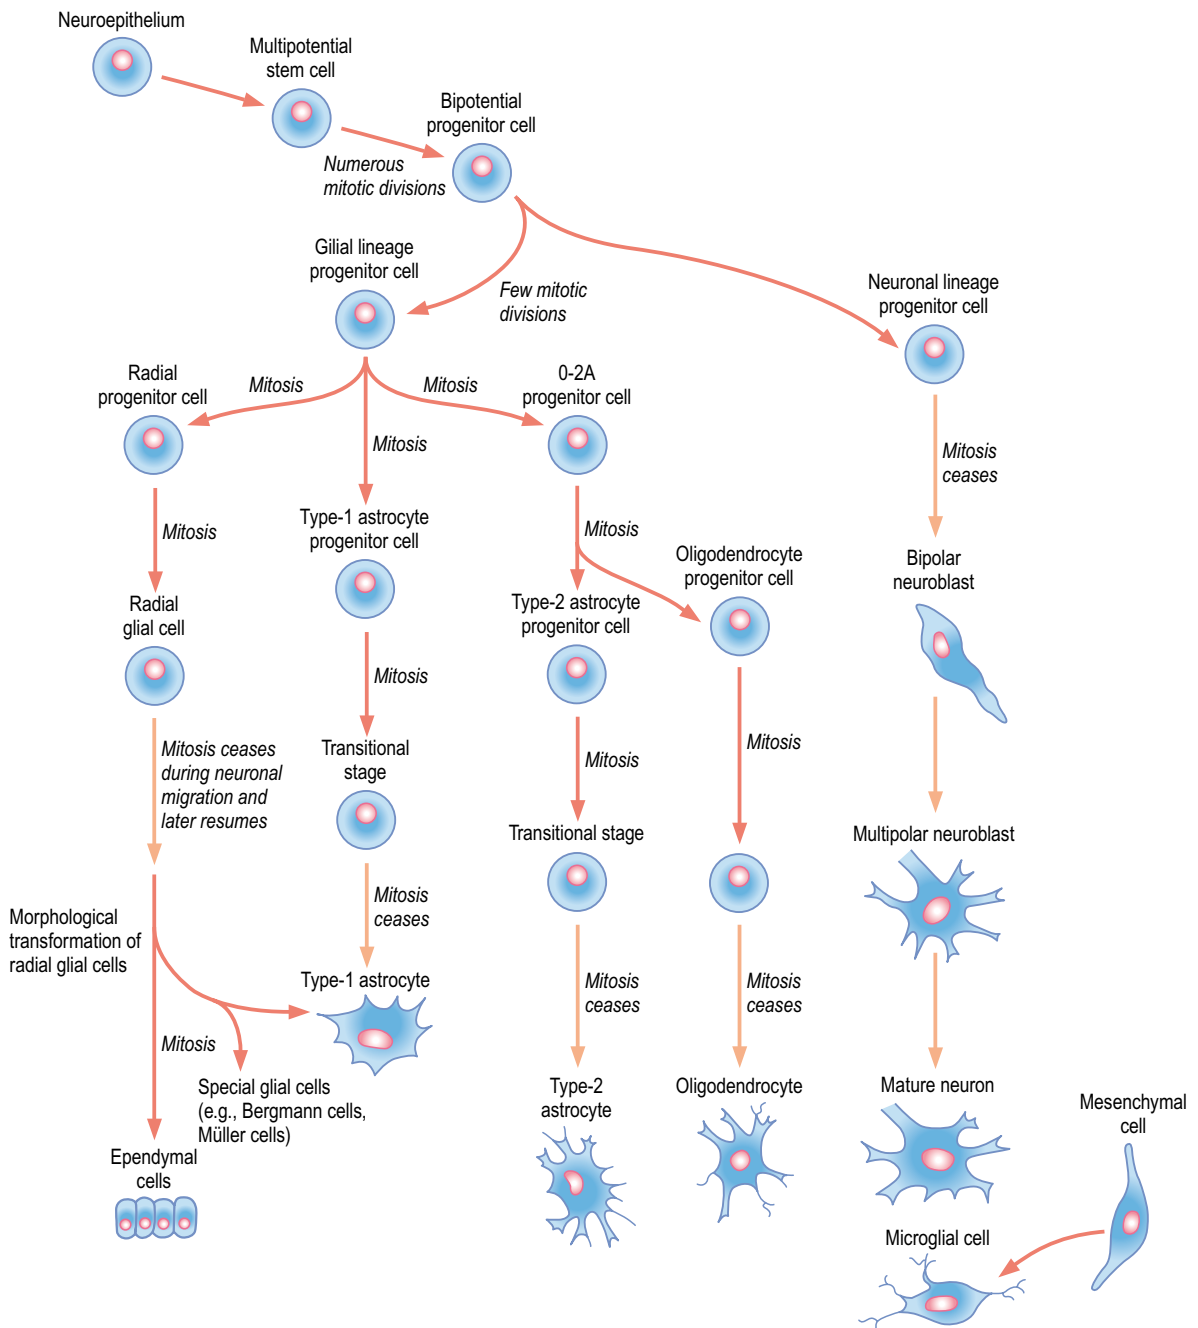 Neuroepithelium
Multipotential
stem cell
Bipotential
progenitor cell
Numerous
mitotic divisions
Gilial lineage
progenitor cell
Few mitotic
divisions
Neuronal lineage
progenitor cell
Radial
progenitor cell
Mitosis
Mitosis
0-2A
progenitor cell
Mitosis
Mitosis
ceases
Mitosis
Type-1 astrocyte
progenitor cell
Mitosis
Oligodendrocyte
progenitor cell
Bipolar
neuroblast
Radial
glial cell
Type-2 astrocyte
progenitor cell
Mitosis
Mitosis ceases
during neuronal
migration and
later resumes
Transitional
stage
Mitosis
Mitosis
Transitional stage
Multipolar neuroblast
Morphological
transformation of
radial glial cells
Mitosis
ceases
Type-1 astrocyte
Mitosis
ceases
Mitosis
ceases
Mitosis
Special glial cells
(e.g., Bergmann cells,
Müller cells)
Type-2
astrocyte
Oligodendrocyte
Mature neuron
Mesenchymal
cell
Ependymal
cells
Microglial cell